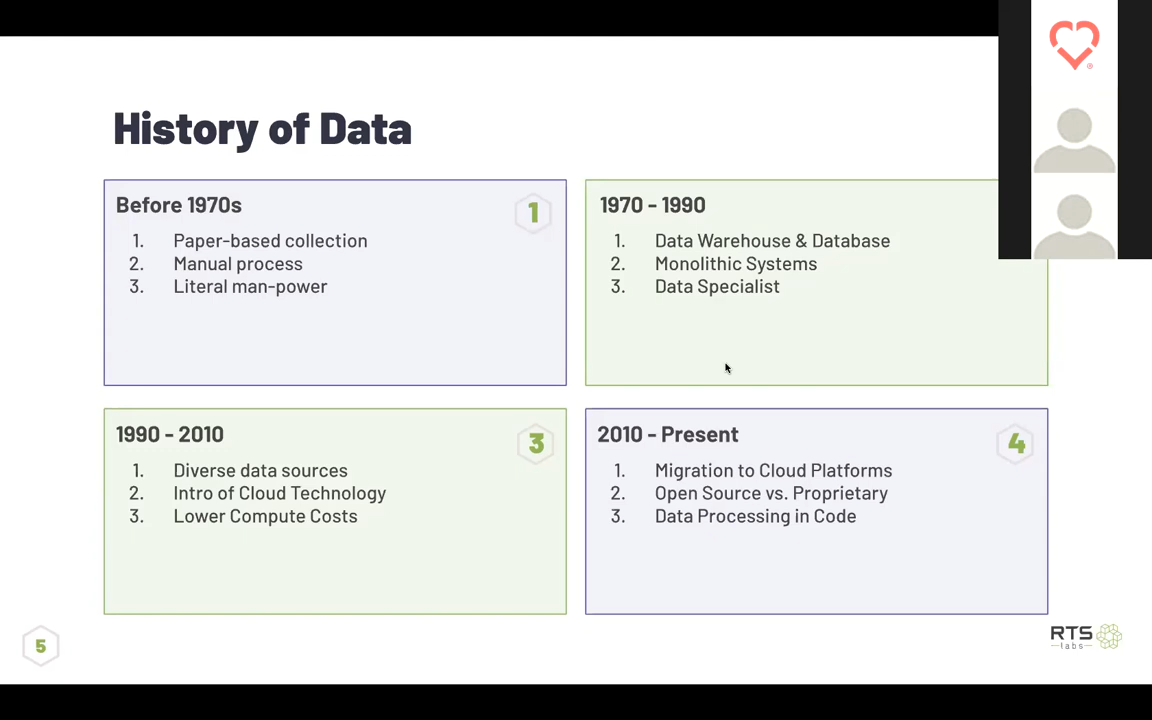 History of Data
Before 1970s
1
1. Paper-based collection
2. Manual process
3. Literal man-power
1970 - 1990
1. Data Warehouse & Database
2. Monolithic Systems
3. Data Specialist
1990 - 2010
3
1. Diverse data sources
2. Intro of Cloud Technology
3. Lower Compute Costs
2010 - Present
4
1. Migration to Cloud Platforms
2. Open Source vs. Proprietary
3. Data Processing in Code
5
RTS
labs
®